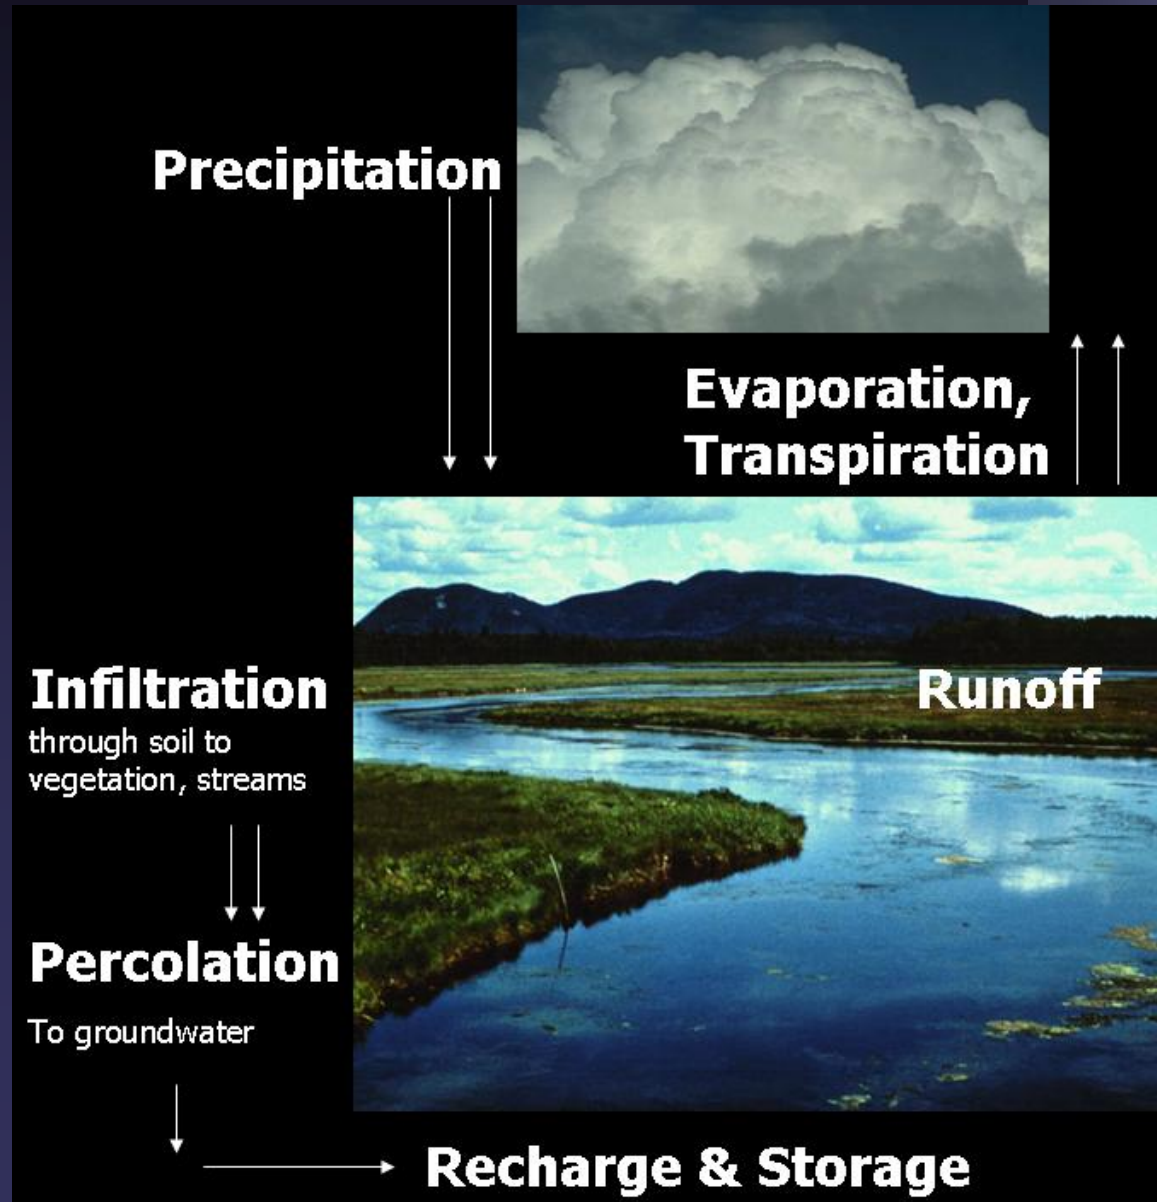 Precipitation
Evaporation,
Transpiration
Infiltration
through soil to
vegetation, streams
Runoff
Percolation
To groundwater
Recharge & Storage